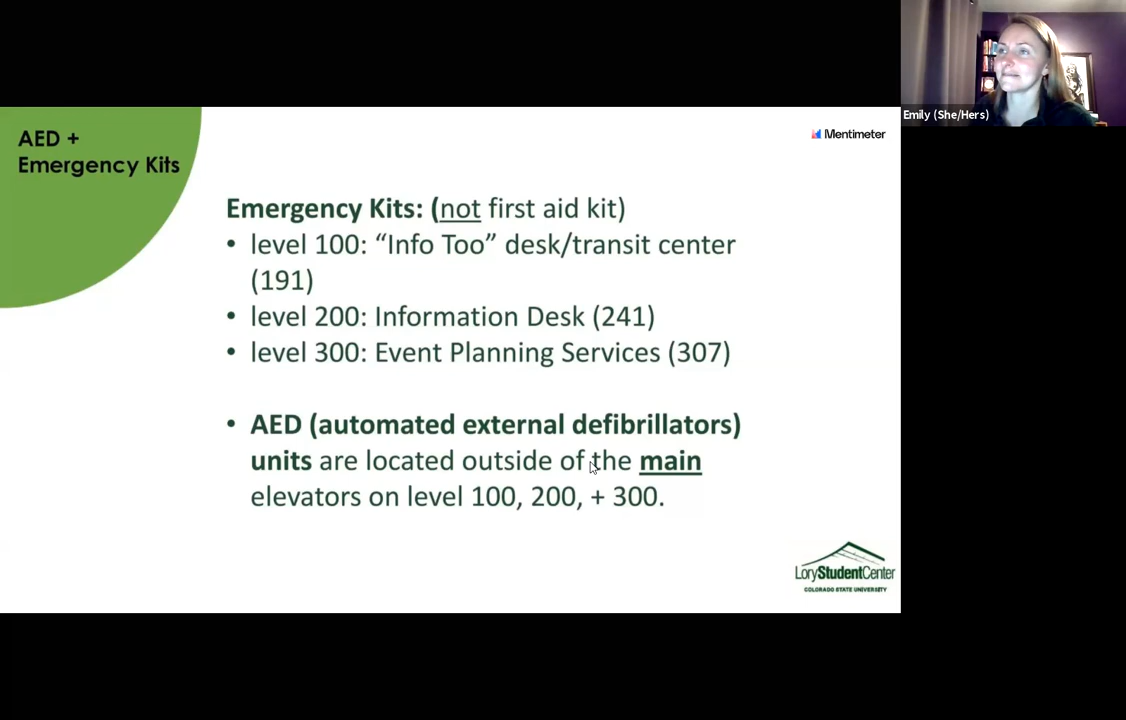 AED +
Emergency Kits
Mentimeter
Emily (She/Hers)
Emergency Kits: (not first aid kit)
• level 100: “Info Too” desk/transit center
(191)
• level 200: Information Desk (241)
• level 300: Event Planning Services (307)
• AED (automated external defibrillators)
units are located outside of the main
elevators on level 100, 200, + 300.
LoryStudentCenter
COLORADO STATE UNIVERSITY